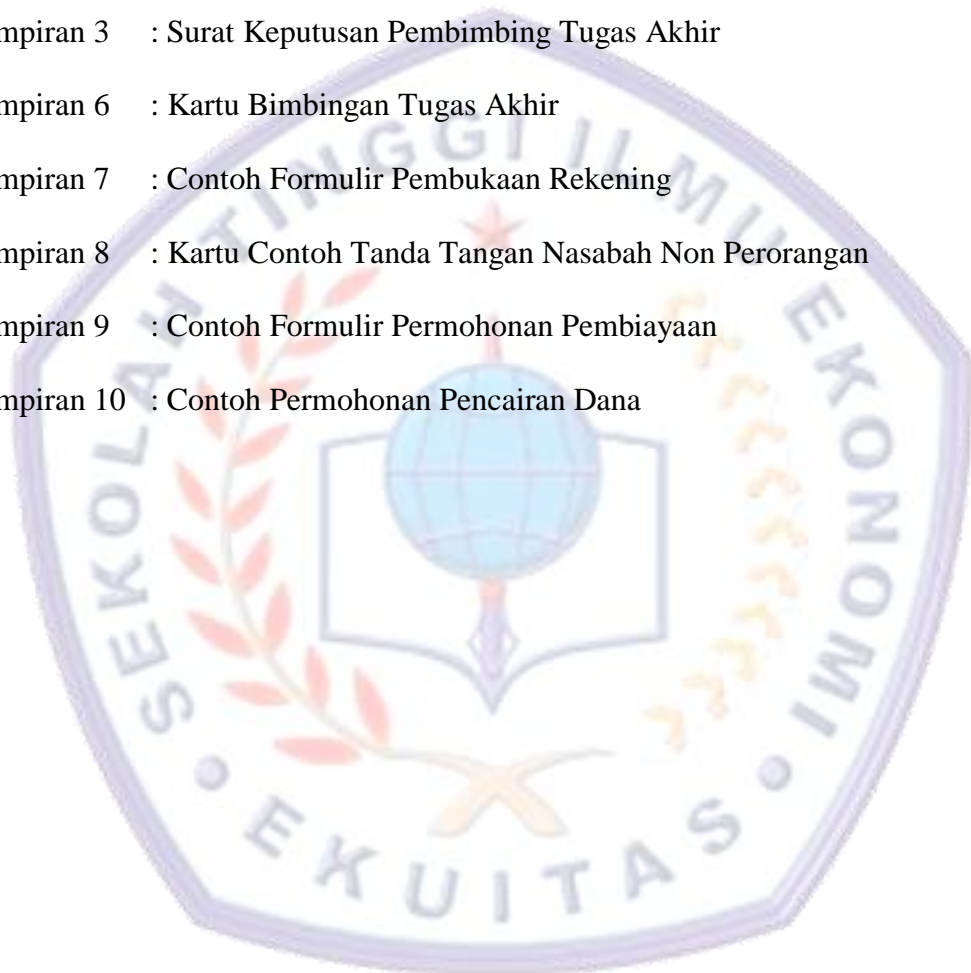 mpiran 3 : Surat Keputusan Pembimbing Tugas Akhir
mpiran 6 : Kartu Bimbingan Tugas Akhir
mpiran 7 : Contoh Formulir Pembukaan Rekening
mpiran 8 : Kartu Contoh Tanda Tangan Nasabah Non Perorangan
mpiran 9 : Contoh Formulir Permohonan Pembiayaan
mpiran 10 : Contoh Permohonan Pencairan Dana
SEKOLAH TINGGI ILMU EKONOMI
EKUITAS